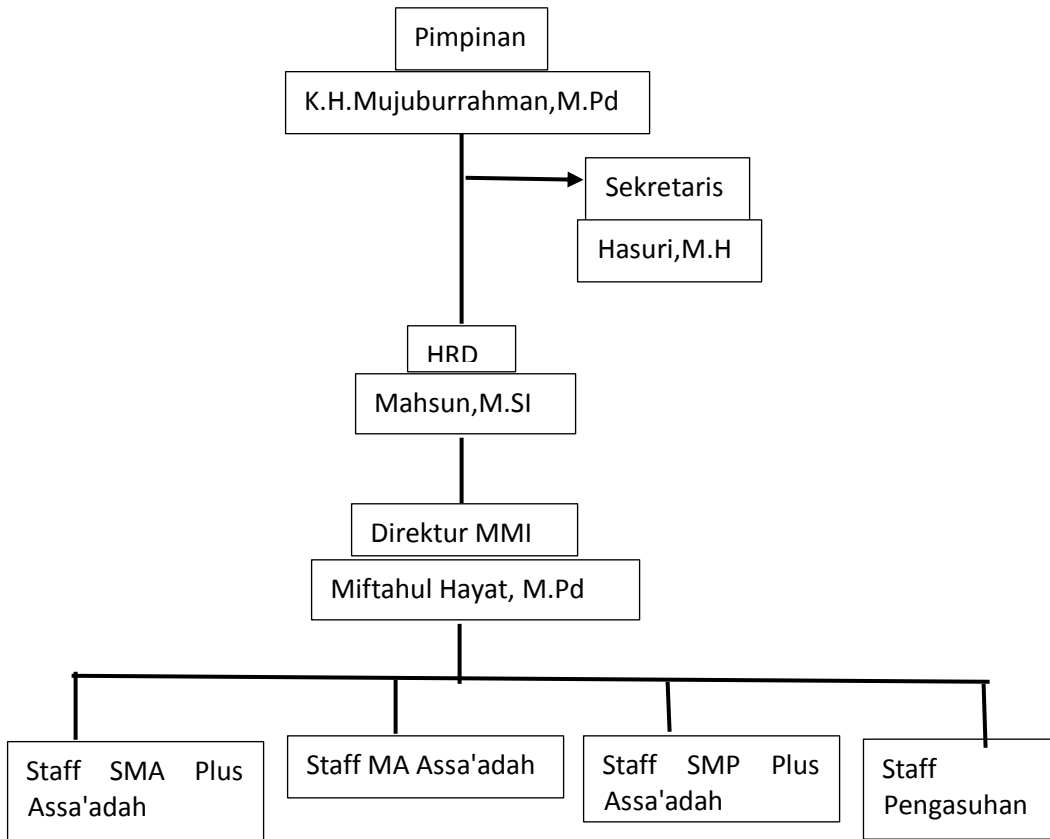 Pimpinan
K.H.Mujuburrahman,M.Pd
Sekretaris
Hasuri,M.H
HRD
Mahsun,M.SI
Direktur MMI
Miftahul Hayat, M.Pd
Staff SMA Plus
Assa'adah
Staff MA Assa'adah
Staff SMP Plus
Assa'adah
Staff
Pengasuhan